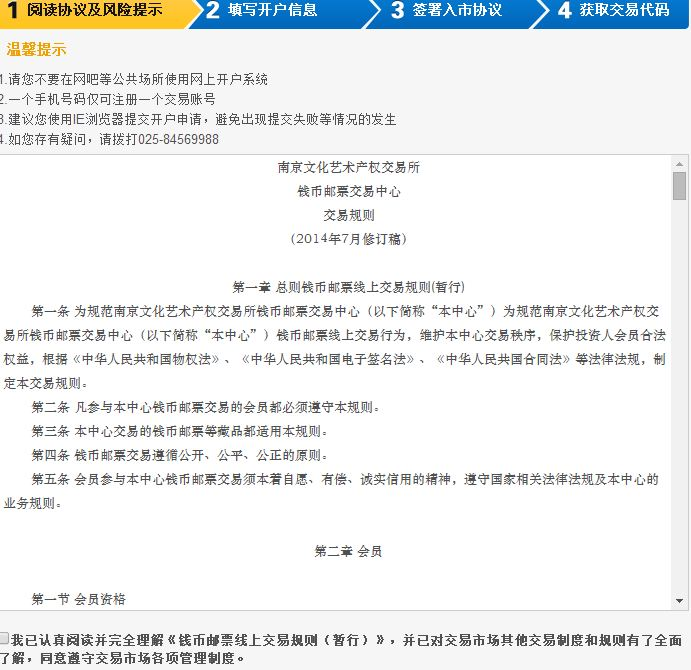 1 阅读协议及风险提示 2 填写开户信息 3 签署入市协议 4 获取交易代码
温馨提示
1.请您不要在网吧等公共场所使用网上开户系统
2.一个手机号码仅可注册一个交易账号
3.建议您使用IE浏览器提交开户申请，避免出现提交失败等情况的发生
4.如您存有疑问，请拨打025-84569988
南京文化艺术产权交易所
钱币邮票交易中心
交易规则
（2014年7月修订稿）
第一章 总则钱币邮票线上交易规则(暂行)
第一条 为规范南京文化艺术产权交易所钱币邮票交易中心（以下简称“本中心”）为规范南京文化艺术产权交
易所钱币邮票交易中心（以下简称“本中心”）钱币邮票线上交易行为，维护本中心交易秩序，保护投资人会员合法
权益，根据《中华人民共和国物权法》、《中华人民共和国电子签名法》、《中华人民共国合同法》等法律法规，制
定本交易规则。
第二条 凡参与本中心钱币邮票交易的会员都必须遵守本规则。
第三条 本中心交易的钱币邮票等藏品都适用本规则。
第四条 钱币邮票交易遵循公开、公平、公正的原则。
第五条 会员参与本中心钱币邮票交易须本着自愿、有偿、诚实信用的精神，遵守国家相关法律法规及本中心的
业务规则。
第二章 会员
第一节 会员资格
我已认真阅读并完全理解《钱币邮票线上交易规则（暂行）》，并已对交易市场其他交易制度和规则有了全面
了解，同意遵守交易市场各项管理制度。